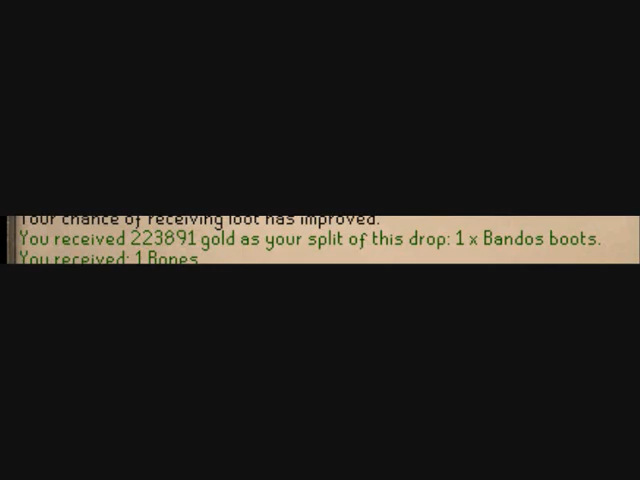 Your chance of receiving loot has improved.
You received 223891 gold as your split of this drop: 1 x Bandos boots.
You received: 1 Bones